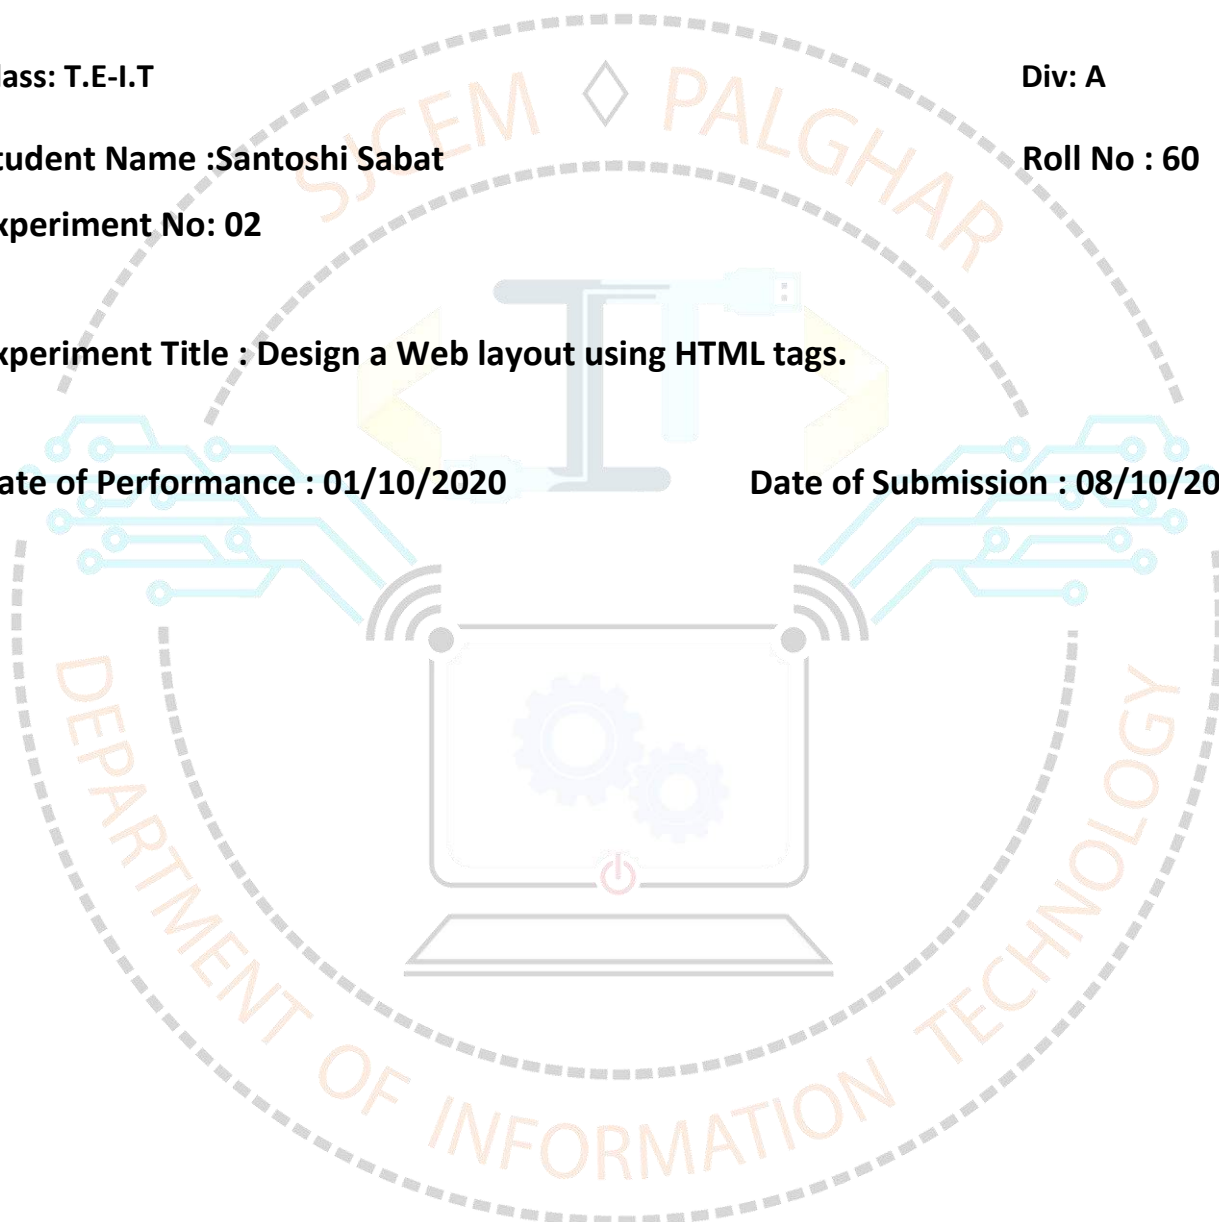 lass: T.E-I.T Div: A
tudent Name :Santoshi Sabat Roll No : 60
xperiment No: 02
xperiment Title : Design a Web layout using HTML tags.
ate of Performance : 01/10/2020 Date of Submission : 08/10/20
SJCEM ◇ PALGHAR
IT
DEPARTMENT OF INFORMATION TECHNOLOGY